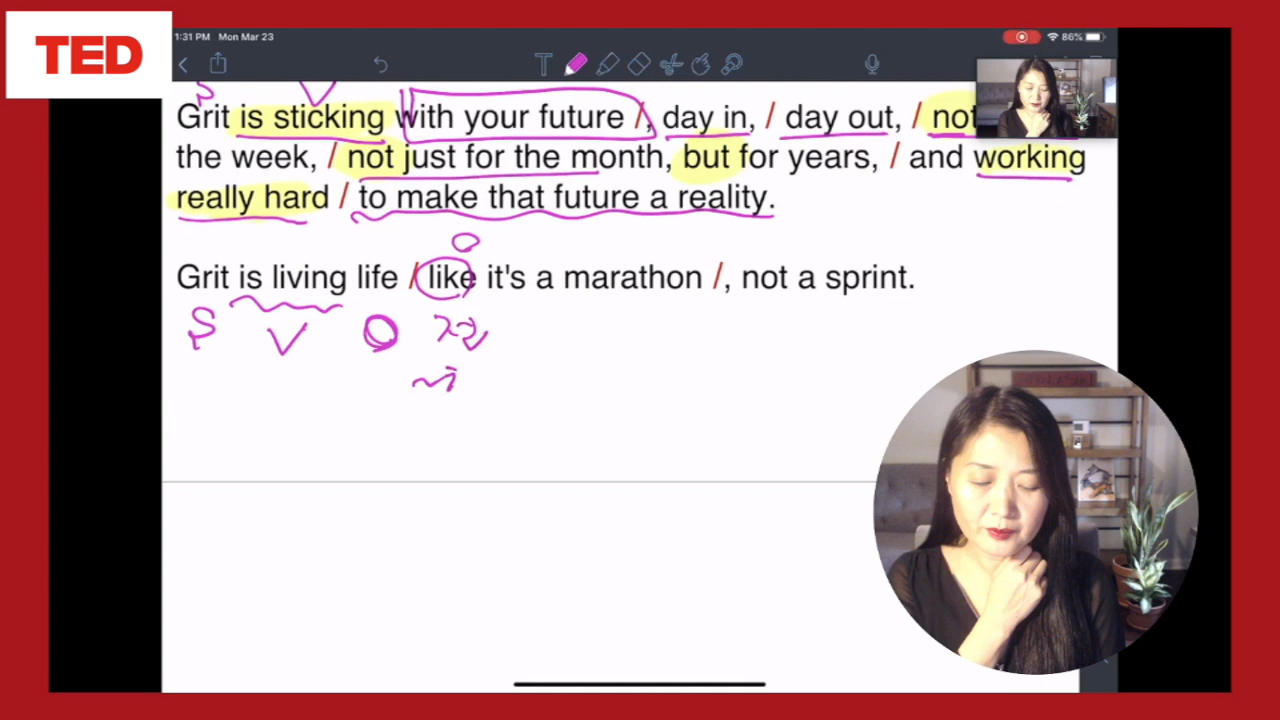 TED
1:31 PM Mon Mar 23
86%
S V
Grit is sticking with your future /, day in, / day out, / not
the week, / not just for the month, but for years, / and working
really hard / to make that future a reality.
Grit is living life / like it's a marathon /, not a sprint.
S V O 접